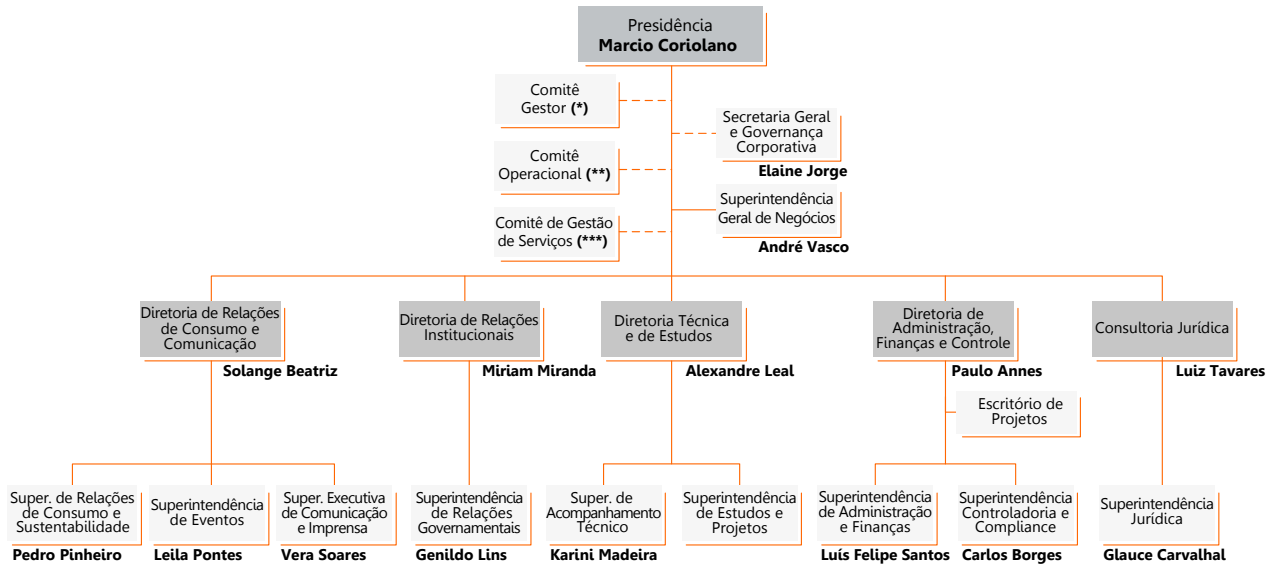 Presidência
Marcio Coriolano
Comitê
Gestor (*)
Secretaria Geral
e Governança
Corporativa
Elaine Jorge
Comitê
Operacional (**)
Superintendência
Geral de Negócios
André Vasco
Comitê de Gestão
de Serviços (***)
Diretoria de Relações
de Consumo e
Comunicação
Solange Beatriz
Diretoria de Relações
Institucionais
Miriam Miranda
Diretoria Técnica
e de Estudos
Alexandre Leal
Diretoria de
Administração,
Finanças e Controle
Paulo Annes
Consultoria Jurídica
Luiz Tavares
Escritório de
Projetos
Super. de Relações
de Consumo e
Sustentabilidade
Pedro Pinheiro
Superintendência
de Eventos
Leila Pontes
Super. Executiva
de Comunicação
e Imprensa
Vera Soares
Superintendência
de Relações
Governamentais
Genildo Lins
Super. de
Acompanhamento
Técnico
Karini Madeira
Superintendência
de Estudos e
Projetos
Superintendência
de Administração
e Finanças
Luís Felipe Santos
Superintendência
Controladoria e
Compliance
Carlos Borges
Superintendência
Jurídica
Glauce Carvalhal